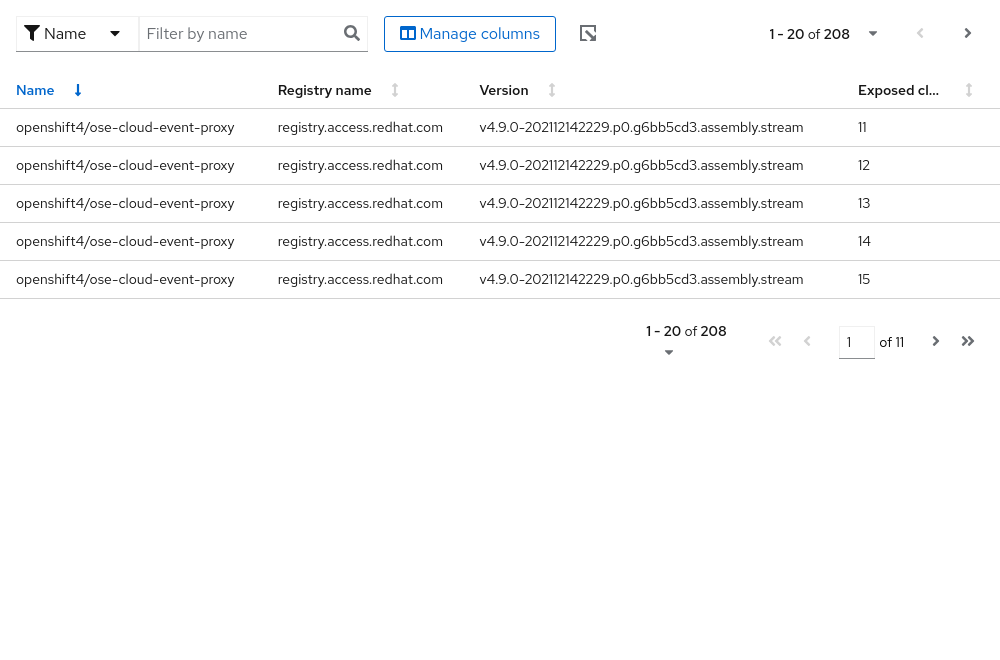 Name Filter by name Manage columns 1 - 20 of 208
Name Registry name Version Exposed cl...
openshift4/ose-cloud-event-proxy registry.access.redhat.com v4.9.0-202112142229.p0.g6bb5cd3.assembly.stream 11
openshift4/ose-cloud-event-proxy registry.access.redhat.com v4.9.0-202112142229.p0.g6bb5cd3.assembly.stream 12
openshift4/ose-cloud-event-proxy registry.access.redhat.com v4.9.0-202112142229.p0.g6bb5cd3.assembly.stream 13
openshift4/ose-cloud-event-proxy registry.access.redhat.com v4.9.0-202112142229.p0.g6bb5cd3.assembly.stream 14
openshift4/ose-cloud-event-proxy registry.access.redhat.com v4.9.0-202112142229.p0.g6bb5cd3.assembly.stream 15
1 - 20 of 208 1 of 11